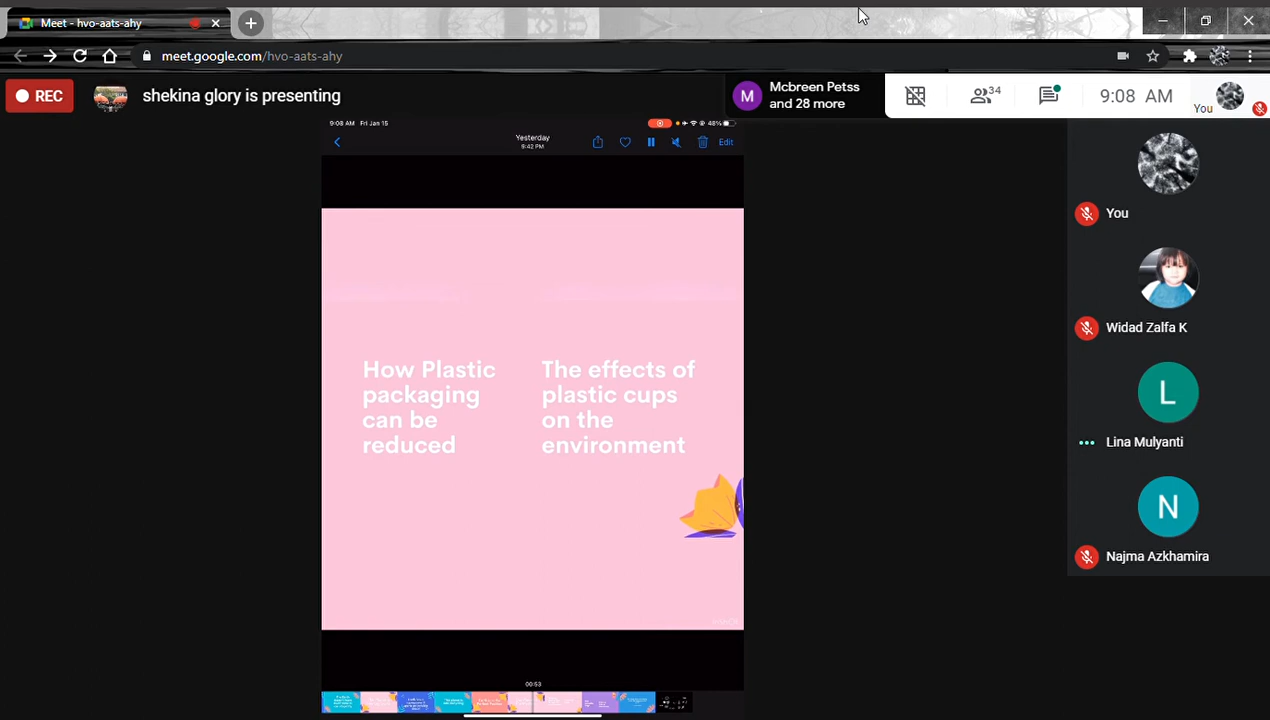 Meet - hvo-aats-ahy
meet.google.com/hvo-aats-ahy
REC
shekina glory is presenting
M
Mcbreen Petss
and 28 more
34
9:08 AM
You
9:08 AM Fri Jan 15
48%
Yesterday
9:42 PM
Edit
How Plastic
packaging
can be
reduced
The effects of
plastic cups
on the
environment
00:53
You
Widad Zalfa K
L
Lina Mulyanti
N
Najma Azkhamira